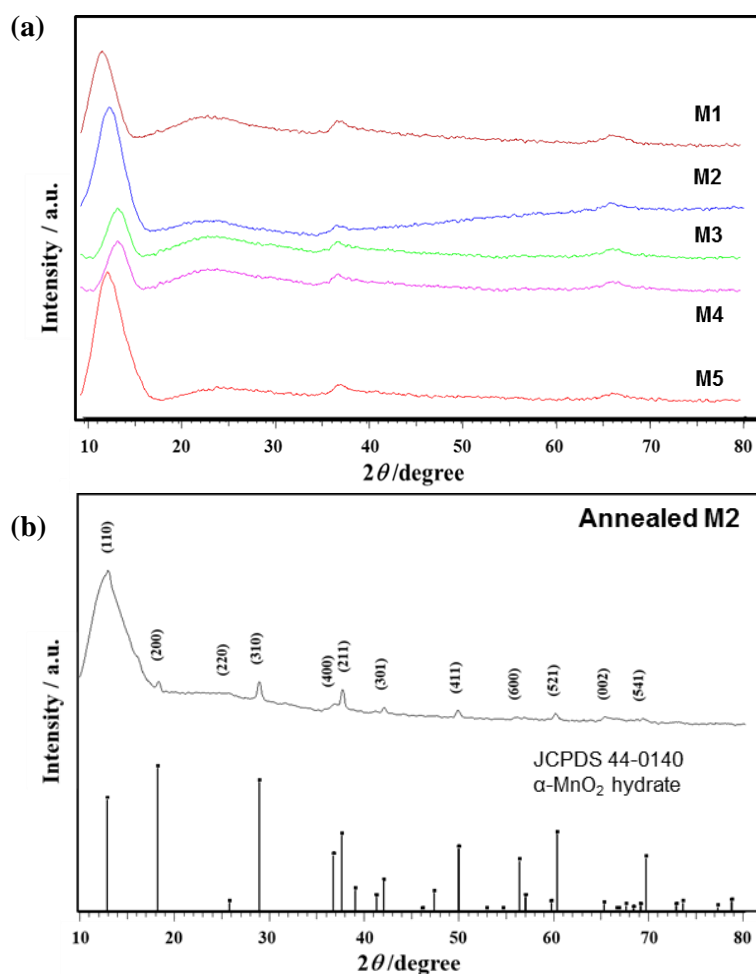 (a)
M1
M2
M3
M4
M5
Intensity / a.u.
10 20 30 40 50 60 70 80
2θ/degree
(b)
Annealed M2
(110)
(200)
(220)
(310)
(400)
(211)
(301)
(411)
(600)
(521)
(002)
(541)
Intensity / a.u.
JCPDS 44-0140
α-MnO₂ hydrate
10 20 30 40 50 60 70 80
2θ/degree